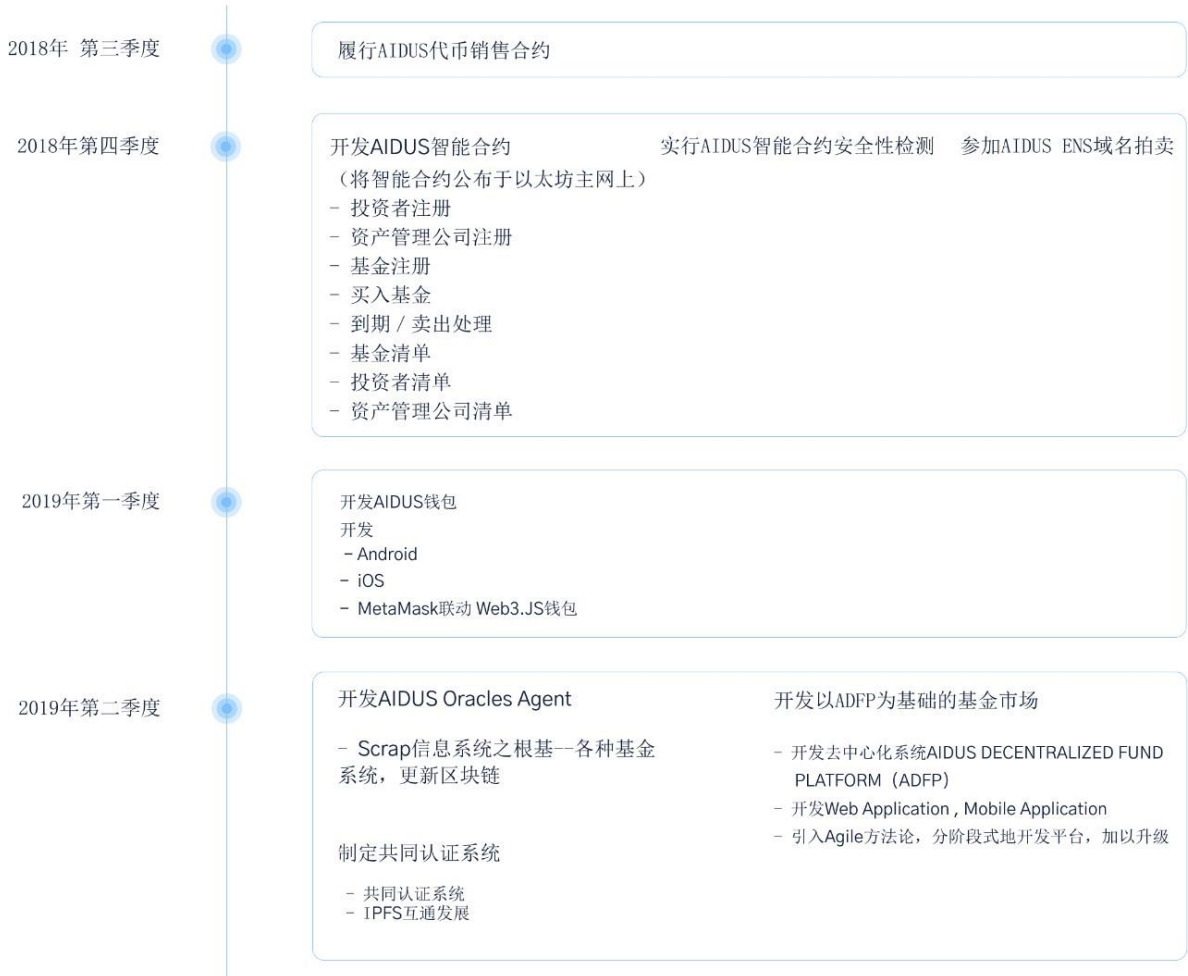 2018年 第三季度
履行AIDUS代币销售合约
2018年第四季度
开发AIDUS智能合约
（将智能合约公布于以太坊主网上）
- 投资者注册
- 资产管理公司注册
- 基金注册
- 买入基金
- 到期 / 卖出处理
- 基金清单
- 投资者清单
- 资产管理公司清单
实行AIDUS智能合约安全性检测
参加AIDUS ENS域名拍卖
2019年第一季度
开发AIDUS钱包
开发
- Android
- iOS
- MetaMask联动 Web3.JS钱包
2019年第二季度
开发AIDUS Oracles Agent
- Scrap信息系统之根基--各种基金
系统，更新区块链
制定共同认证系统
- 共同认证系统
- IPFS互通发展
开发以ADFP为基础的基金市场
- 开发去中心化系统AIDUS DECENTRALIZED FUND
PLATFORM（ADFP）
- 开发Web Application , Mobile Application
- 引入Agile方法论，分阶段式地开发平台，加以升级